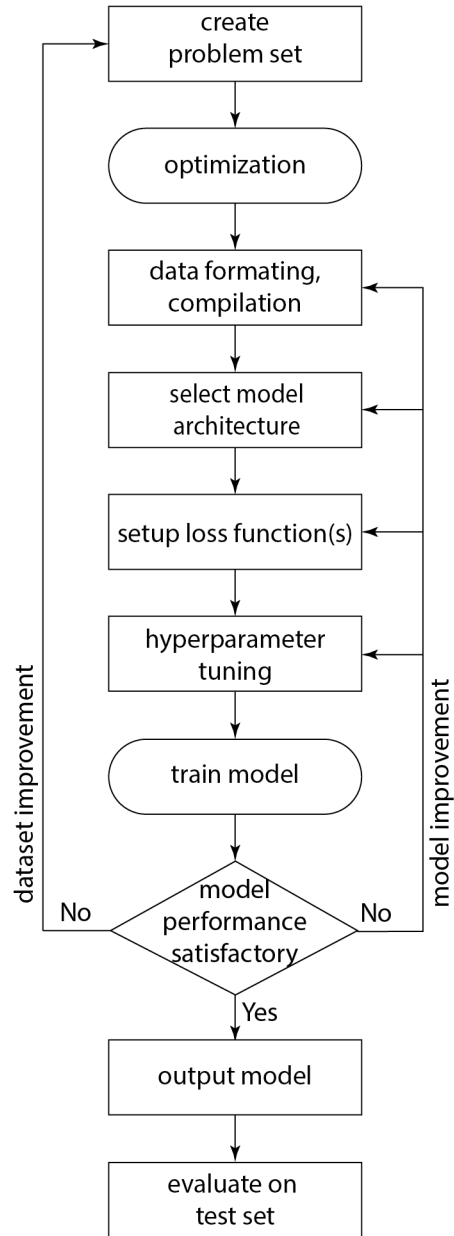 create
problem set
optimization
data formating,
compilation
select model
architecture
setup loss function(s)
hyperparameter
tuning
train model
dataset improvement
model improvement
model
performance
satisfactory
No
No
Yes
output model
evaluate on
test set